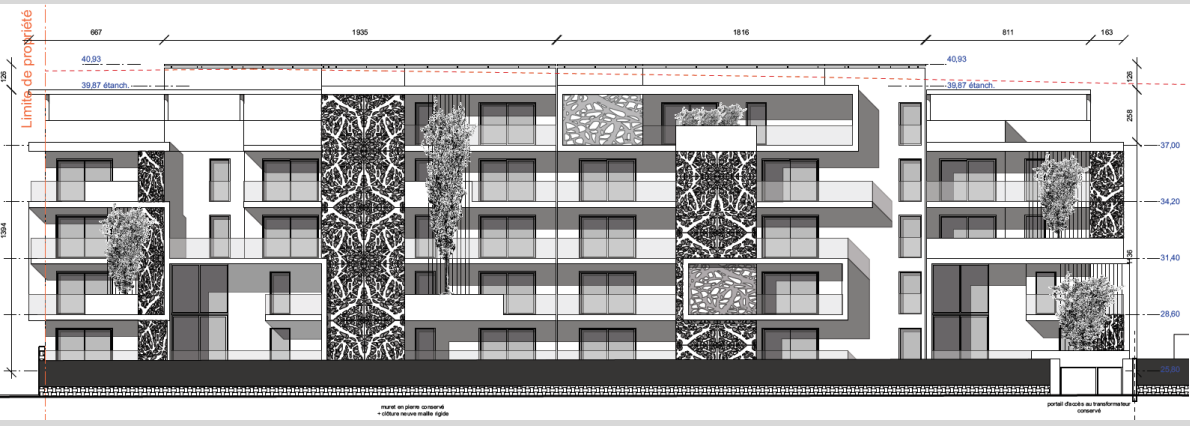 Limite de propriété
667
1935
1816
811
163
40,93
40,93
126
126
39,87 étanch.
39,87 étanch.
258
37,00
34,20
1394
1136
31,40
28,60
25,80
muret en pierre conservé
+ clôture neuve maille rigide
portail d'accès au transformateur
conservé